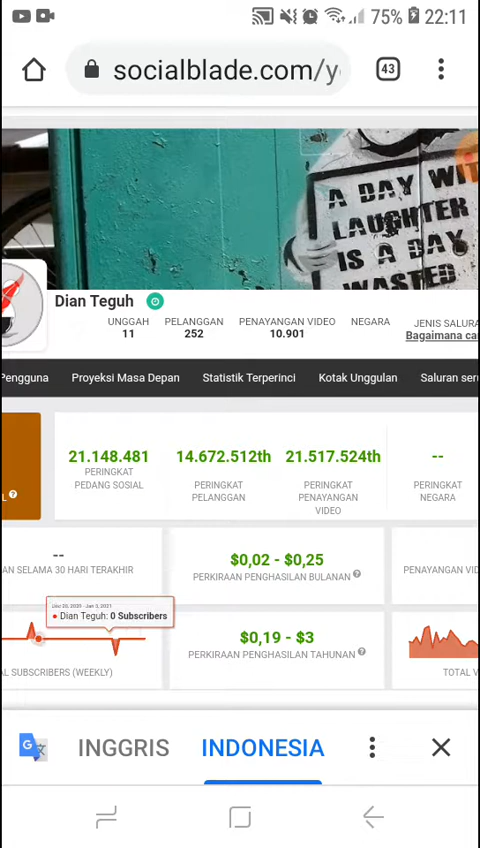 75% 22:11
socialblade.com/y
43
A DAY WIT
LAUGHTER
IS A DAY
WASTED
Dian Teguh
UNGGAH
11
PELANGGAN
252
PENAYANGAN VIDEO
10.901
NEGARA
JENIS SALURA
Bagaimana ca
Pengguna
Proyeksi Masa Depan
Statistik Terperinci
Kotak Unggulan
Saluran ser
L ?
21.148.481
PERINGKAT
PEDANG SOSIAL
14.672.512th
PERINGKAT
PELANGGAN
21.517.524th
PERINGKAT
PENAYANGAN
VIDEO
--
PERINGKAT
NEGARA
--
AN SELAMA 30 HARI TERAKHIR
$0,02 - $0,25
PERKIRAAN PENGHASILAN BULANAN ?
PENAYANGAN VID
Dian Teguh: 0 Subscribers
AL SUBSCRIBERS (WEEKLY)
$0,19 - $3
PERKIRAAN PENGHASILAN TAHUNAN ?
TOTAL V
G
INGGRIS
INDONESIA